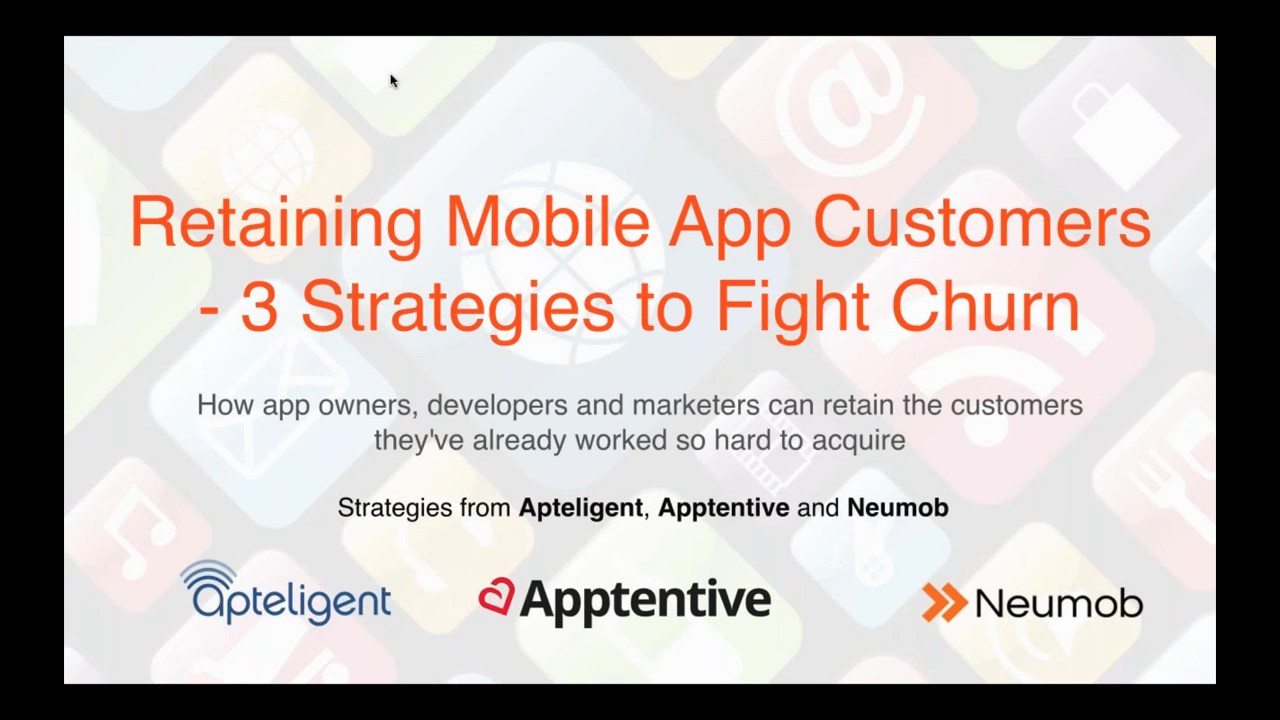 Retaining Mobile App Customers
- 3 Strategies to Fight Churn
How app owners, developers and marketers can retain the customers
they've already worked so hard to acquire
Strategies from Apteligent, Apptentive and Neumob
apteligent
Apptentive
Neumob